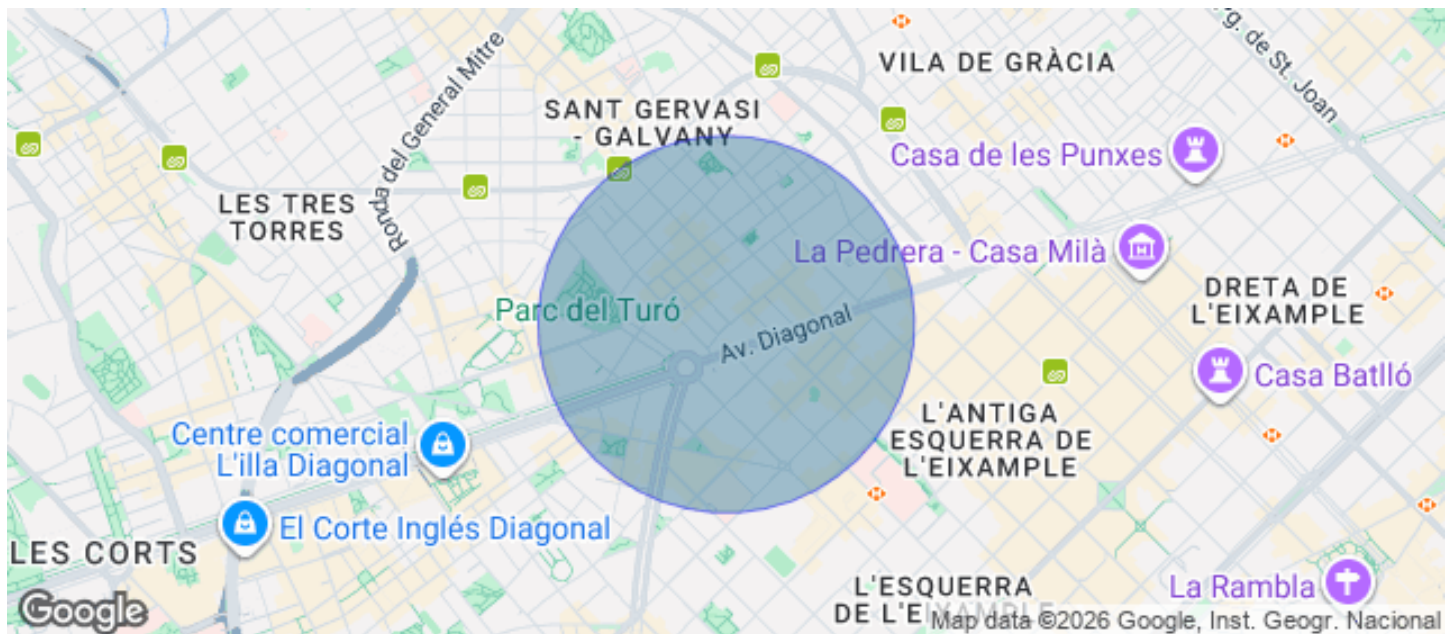 Pg. de St. Joan
VILA DE GRÀCIA
SANT GERVASI
- GALVANY
Ronda del General Mitre
Casa de les Punxes
LES TRES
TORRES
La Pedrera - Casa Milà
DRETA DE
L'EIXAMPLE
Parc del Turó
Av. Diagonal
Casa Batlló
L'ANTIGA
ESQUERRA DE
L'EIXAMPLE
Centre comercial
L'illa Diagonal
El Corte Inglés Diagonal
LES CORTS
L'ESQUERRA
DE L'EIXAMPLE
La Rambla
Google
Map data ©2026 Google, Inst. Geogr. Nacional